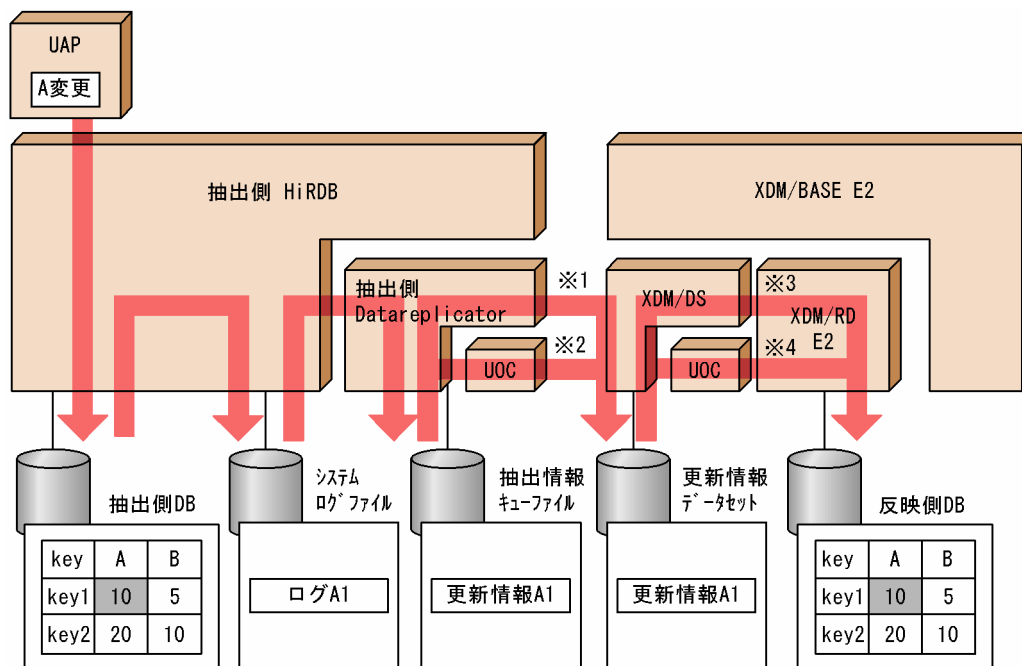 UAP
A変更
抽出側 HiRDB
XDM/BASE E2
抽出側
Datareplicator
※1
XDM/DS
※3
XDM/RD
E2
※2
UOC
※4
UOC
抽出側DB
システム
ログファイル
抽出情報
キューファイル
更新情報
データセット
反映側DB
key A B
key1 10 5
key2 20 10
ログA1
更新情報A1
更新情報A1
key A B
key1 10 5
key2 20 10